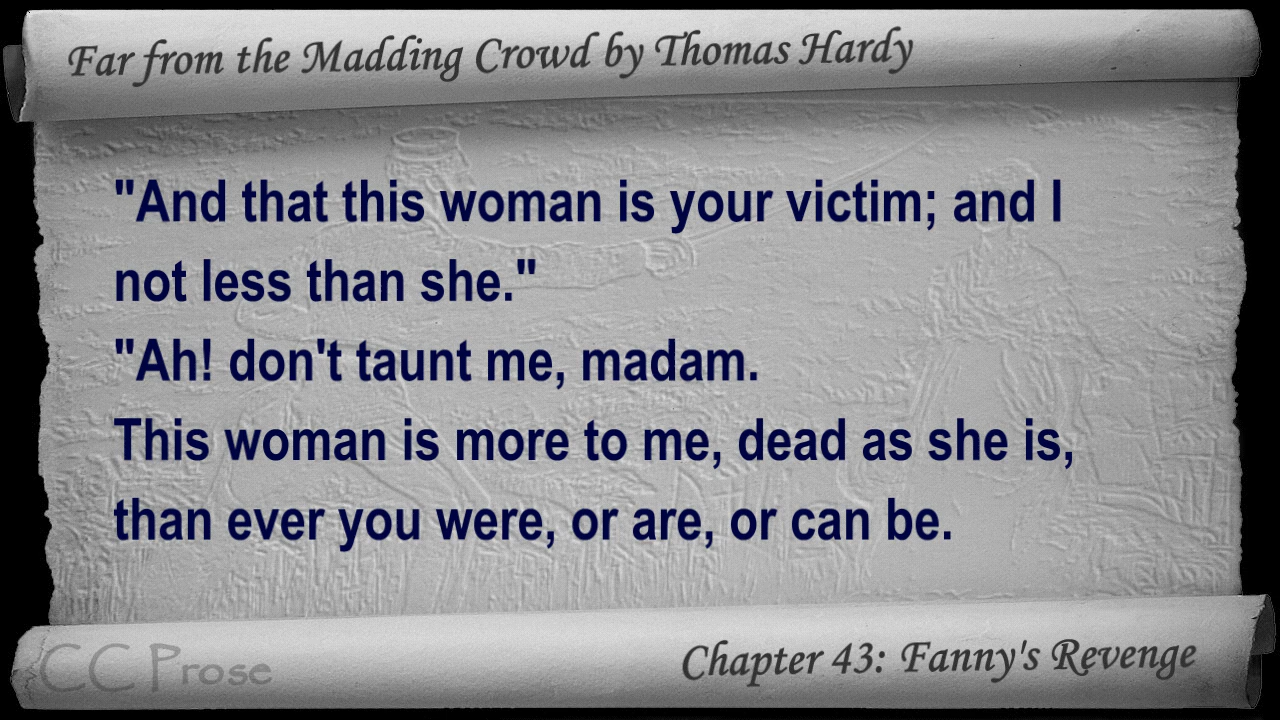 Far from the Madding Crowd by Thomas Hardy
"And that this woman is your victim; and I
not less than she."
"Ah! don't taunt me, madam.
This woman is more to me, dead as she is,
than ever you were, or are, or can be.
CC Prose
Chapter 43: Fanny's Revenge